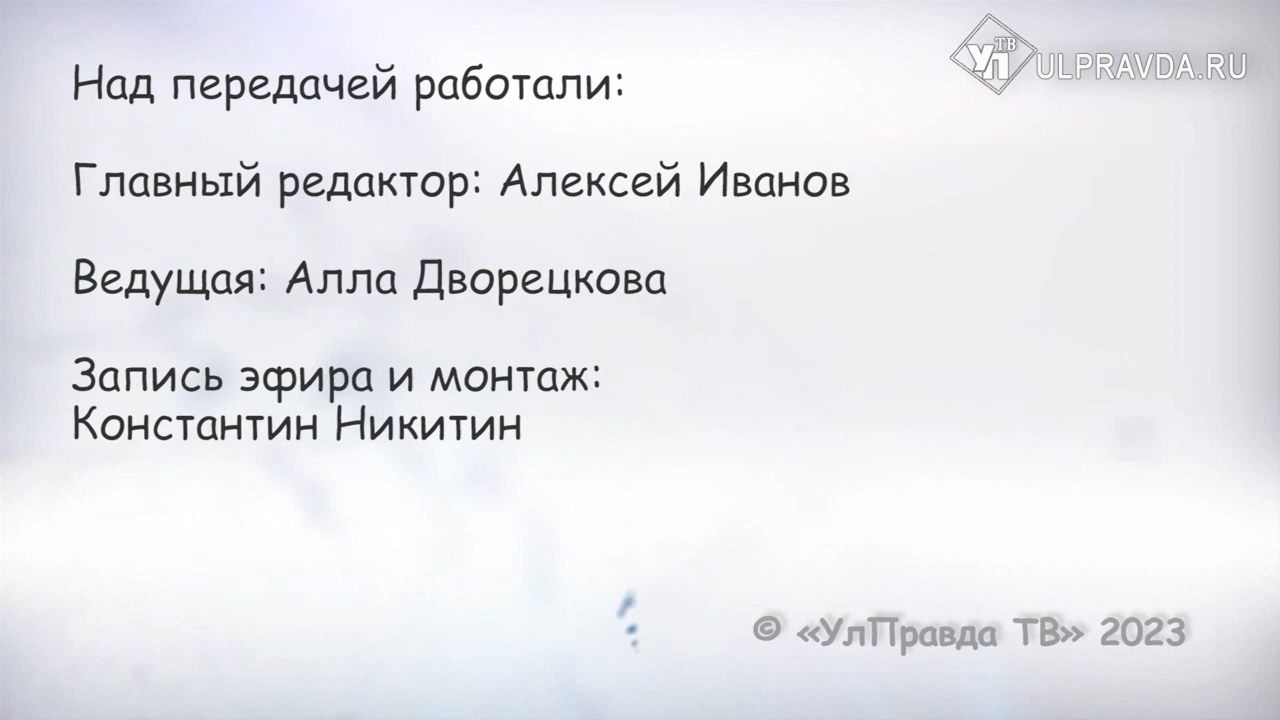 УП ТВ ULPRAVDA.RU
Над передачей работали:
Главный редактор: Алексей Иванов
Ведущая: Алла Дворецкова
Запись эфира и монтаж:
Константин Никитин
© «УлПравда ТВ» 2023